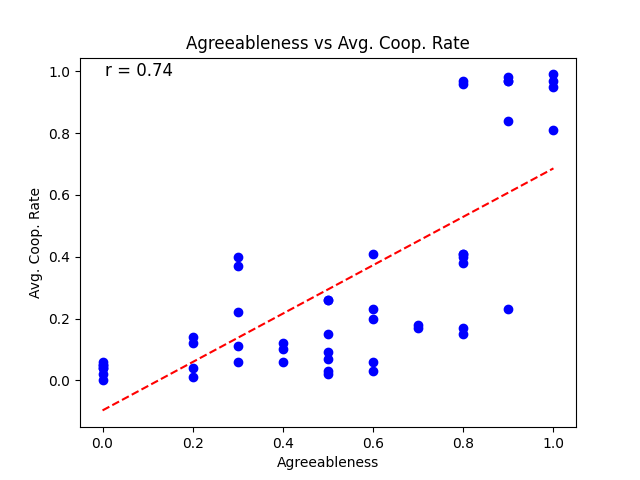 Agreeableness vs Avg. Coop. Rate
r = 0.74
1.0
0.8
0.6
0.4
0.2
0.0
Avg. Coop. Rate
0.0 0.2 0.4 0.6 0.8 1.0
Agreeableness